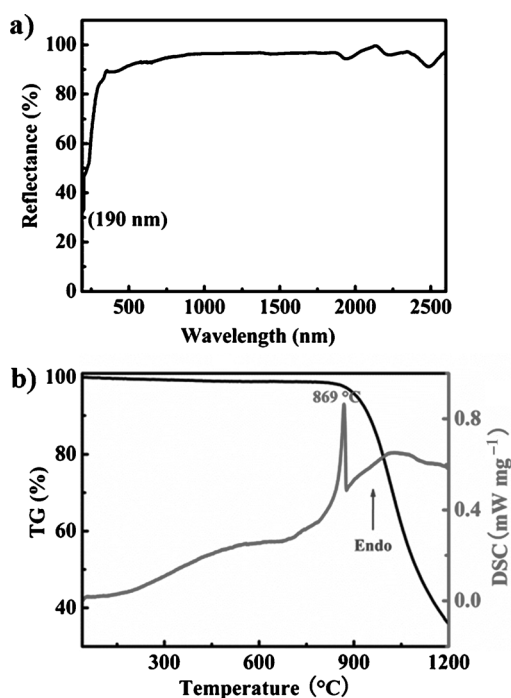 a)
100
80
60
40
20
0
Reflectance (%)
(190 nm)
500 1000 1500 2000 2500
Wavelength (nm)
b)
100
80
60
40
TG (%)
869 °C
Endo
0.8
0.4
0.0
DSC (mW mg⁻¹)
300 600 900 1200
Temperature (°C)